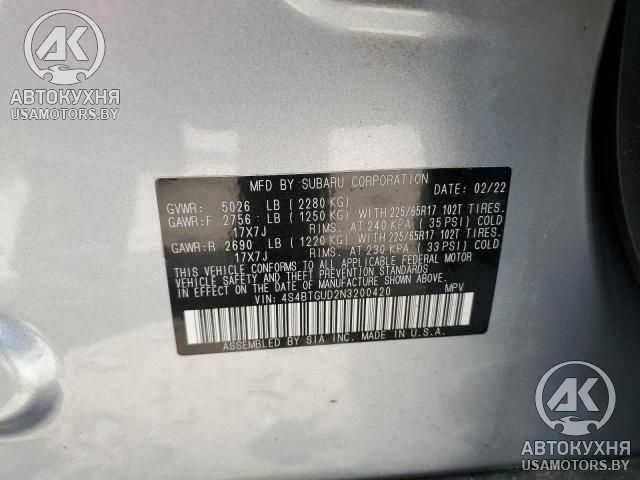 АК
АВТОКУХНЯ
USAMOTORS.BY
MFD BY SUBARU CORPORATION DATE: 02/22
GVWR: 5026 LB (2280 KG)
GAWR:F 2756 LB (1250 KG) WITH 225/65R17 102T TIRES.
17X7J RIMS. AT 240 KPA (35 PSI) COLD
GAWR:R 2690 LB (1220 KG) WITH 225/65R17 102T TIRES.
17X7J RIMS. AT 230 KPA (33 PSI) COLD
THIS VEHICLE CONFORMS TO ALL APPLICABLE FEDERAL MOTOR
VEHICLE SAFETY AND THEFT PREVENTION STANDARDS
IN EFFECT ON THE DATE OF MANUFACTURE SHOWN ABOVE.
VIN: 4S4BTGUD2N3200420 MPV
ASSEMBLED BY SIA INC. MADE IN U.S.A.
АК
АВТОКУХНЯ
USAMOTORS.BY